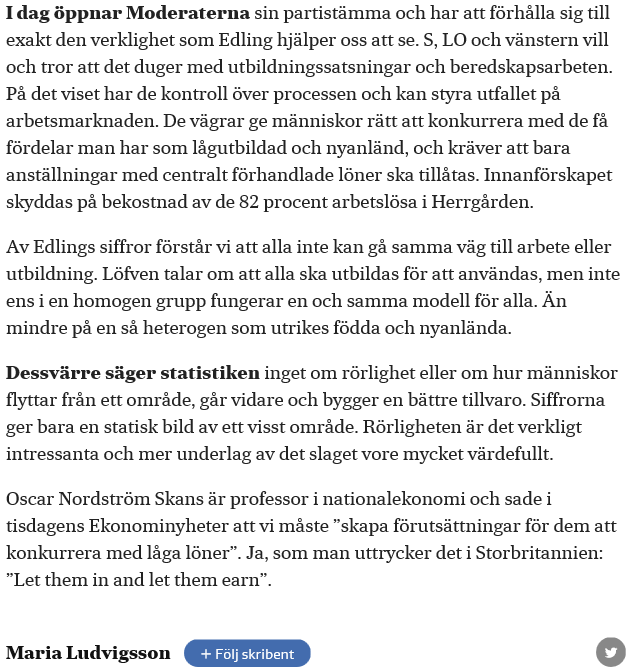 I dag öppnar Moderaterna sin partistämma och har att förhålla sig till
exakt den verklighet som Edling hjälper oss att se. S, LO och vänstern vill
och tror att det duger med utbildningssatsningar och beredskapsarbeten.
På det viset har de kontroll över processen och kan styra utfallet på
arbetsmarknaden. De vägrar ge människor rätt att konkurrera med de få
fördelar man har som lågutbildad och nyanländ, och kräver att bara
anställningar med centralt förhandlade löner ska tillåtas. Innanförskapet
skyddas på bekostnad av de 82 procent arbetslösa i Herrgården.
Av Edlings siffror förstår vi att alla inte kan gå samma väg till arbete eller
utbildning. Löfven talar om att alla ska utbildas för att användas, men inte
ens i en homogen grupp fungerar en och samma modell för alla. Än
mindre på en så heterogen som utrikes födda och nyanlända.
Dessvärre säger statistiken inget om rörlighet eller om hur människor
flyttar från ett område, går vidare och bygger en bättre tillvaro. Siffrorna
ger bara en statisk bild av ett visst område. Rörligheten är det verkligt
intressanta och mer underlag av det slaget vore mycket värdefullt.
Oscar Nordström Skans är professor i nationalekonomi och sade i
tisdagens Ekonominyheter att vi måste ”skapa förutsättningar för dem att
konkurrera med låga löner”. Ja, som man uttrycker det i Storbritannien:
”Let them in and let them earn”.
Maria Ludvigsson + Följ skribent